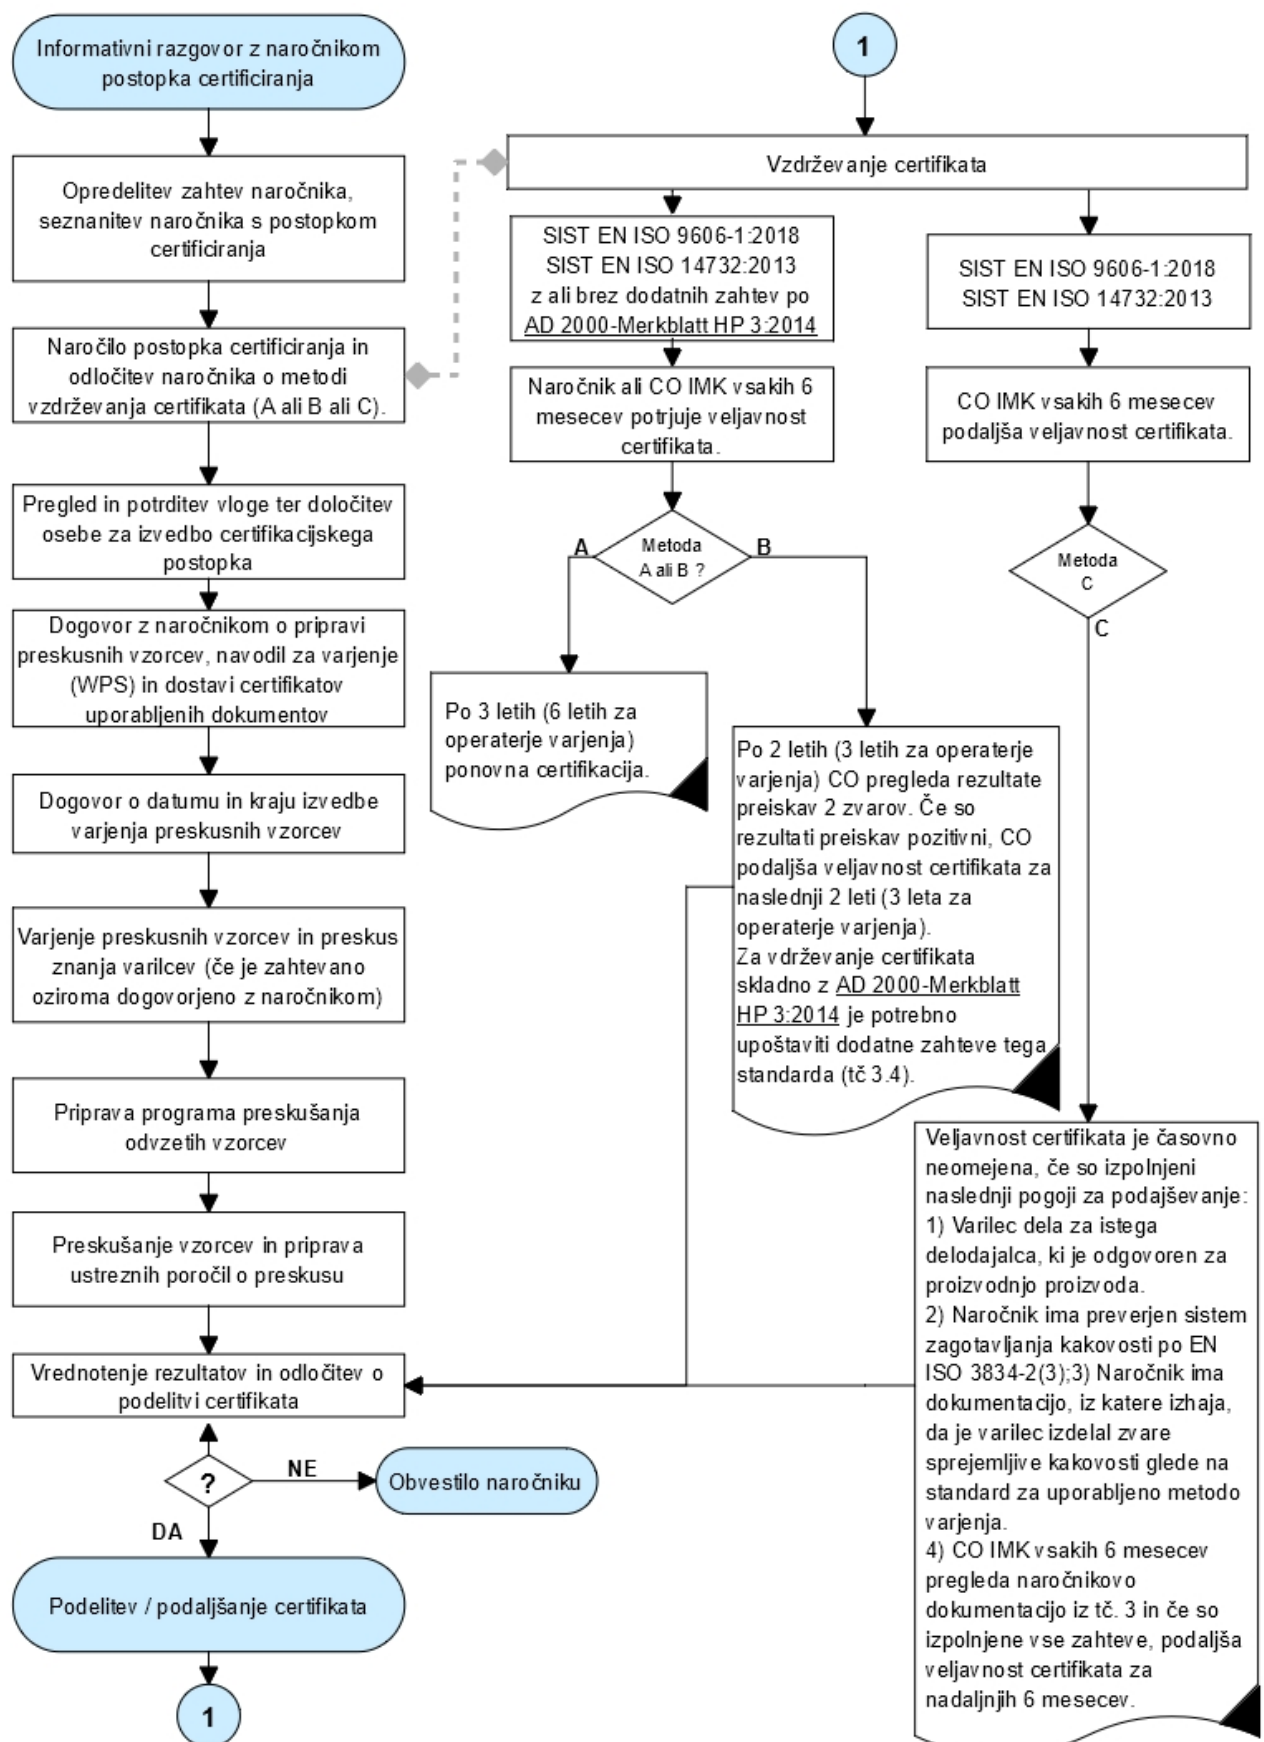 Informativni razgovor z naročnikom
postopka certificiranja
Opredelitev zahtev naročnika,
seznanitev naročnika s postopkom
certificiranja
Naročilo postopka certificiranja in
odločitev naročnika o metodi
vzdrževanja certifikata (A ali B ali C).
Pregled in potrditev vloge ter določitev
osebe za izvedbo certifikacijskega
postopka
Dogovor z naročnikom o pripravi
preskusnih vzorcev, navodil za varjenje
(WPS) in dostavi certifikatov
uporabljenih dokumentov
Dogovor o datumu in kraju izvedbe
varjenja preskusnih vzorcev
Varjenje preskusnih vzorcev in preskus
znanja varilcev (če je zahtevano
oziroma dogovorjeno z naročnikom)
Priprava programa preskušanja
odvzetih vzorcev
Preskušanje vzorcev in priprava
ustreznih poročil o preskusu
Vrednotenje rezultatov in odločitev o
podelitvi certifikata
?
NE
Obvestilo naročniku
DA
Podelitev / podaljšanje certifikata
1
1
Vzdrževanje certifikata
SIST EN ISO 9606-1:2018
SIST EN ISO 14732:2013
z ali brez dodatnih zahtev po
AD 2000-Merkblatt HP 3:2014
Naročnik ali CO IMK vsakih 6
mesecev potrjuje veljavnost
certifikata.
A
Metoda
A ali B ?
B
Po 3 letih (6 letih za
operaterje varjenja)
ponovna certifikacija.
Po 2 letih (3 letih za operaterje
varjenja) CO pregleda rezultate
preiskav 2 zvarov. Če so
rezultati preiskav pozitivni, CO
podaljša veljavnost certifikata za
naslednji 2 leti (3 leta za
operaterje varjenja).
Za vdrževanje certifikata
skladno z AD 2000-Merkblatt
HP 3:2014 je potrebno
upoštaviti dodatne zahteve tega
standarda (tč 3.4).
SIST EN ISO 9606-1:2018
SIST EN ISO 14732:2013
CO IMK vsakih 6 mesecev
podaljša veljavnost certifikata.
Metoda
C
C
Veljavnost certifikata je časovno
neomejena, če so izpolnjeni
naslednji pogoji za podajševanje:
1) Varilec dela za istega
delodajalca, ki je odgovoren za
proizvodnjo proizvoda.
2) Naročnik ima preverjen sistem
zagotavljanja kakovosti po EN
ISO 3834-2(3);3) Naročnik ima
dokumentacijo, iz katere izhaja,
da je varilec izdelal zvare
sprejemljive kakovosti glede na
standard za uporabljeno metodo
varjenja.
4) CO IMK vsakih 6 mesecev
pregleda naročnikovo
dokumentacijo iz tč. 3 in če so
izpolnjene vse zahteve, podaljša
veljavnost certifikata za
nadaljnjih 6 mesecev.